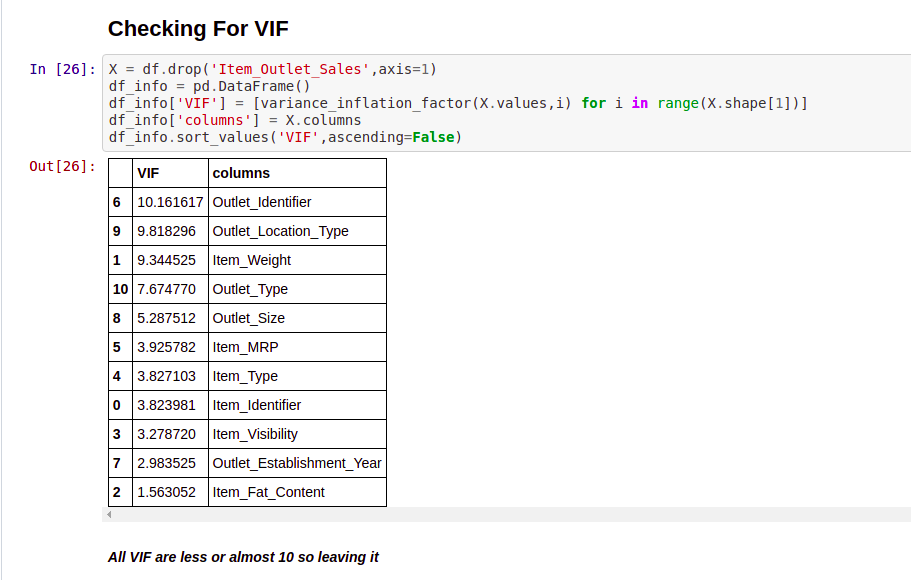 Checking For VIF
In [26]: X = df.drop('Item_Outlet_Sales',axis=1)
df_info = pd.DataFrame()
df_info['VIF'] = [variance_inflation_factor(X.values,i) for i in range(X.shape[1])]
df_info['columns'] = X.columns
df_info.sort_values('VIF',ascending=False)
Out[26]:
VIF columns
6 10.161617 Outlet_Identifier
9 9.818296 Outlet_Location_Type
1 9.344525 Item_Weight
10 7.674770 Outlet_Type
8 5.287512 Outlet_Size
5 3.925782 Item_MRP
4 3.827103 Item_Type
0 3.823981 Item_Identifier
3 3.278720 Item_Visibility
7 2.983525 Outlet_Establishment_Year
2 1.563052 Item_Fat_Content
All VIF are less or almost 10 so leaving it